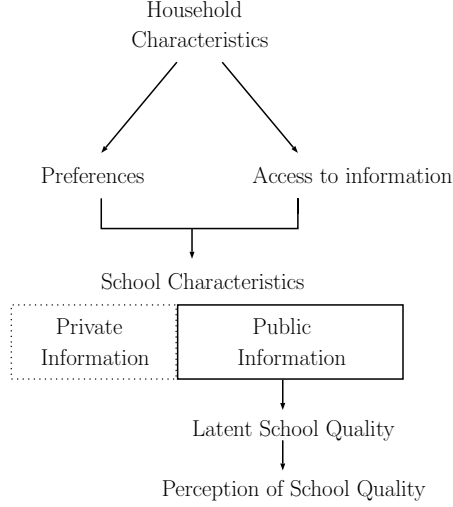 Household
Characteristics
Preferences
Access to information
School Characteristics
Private
Information
Public
Information
Latent School Quality
Perception of School Quality